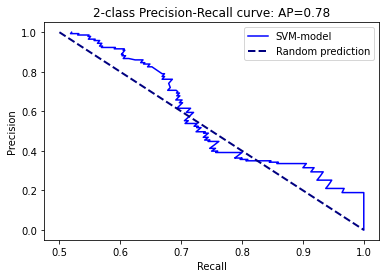 2-class Precision-Recall curve: AP=0.78
SVM-model
Random prediction
Precision
1.0
0.8
0.6
0.4
0.2
0.0
0.5 0.6 0.7 0.8 0.9 1.0
Recall